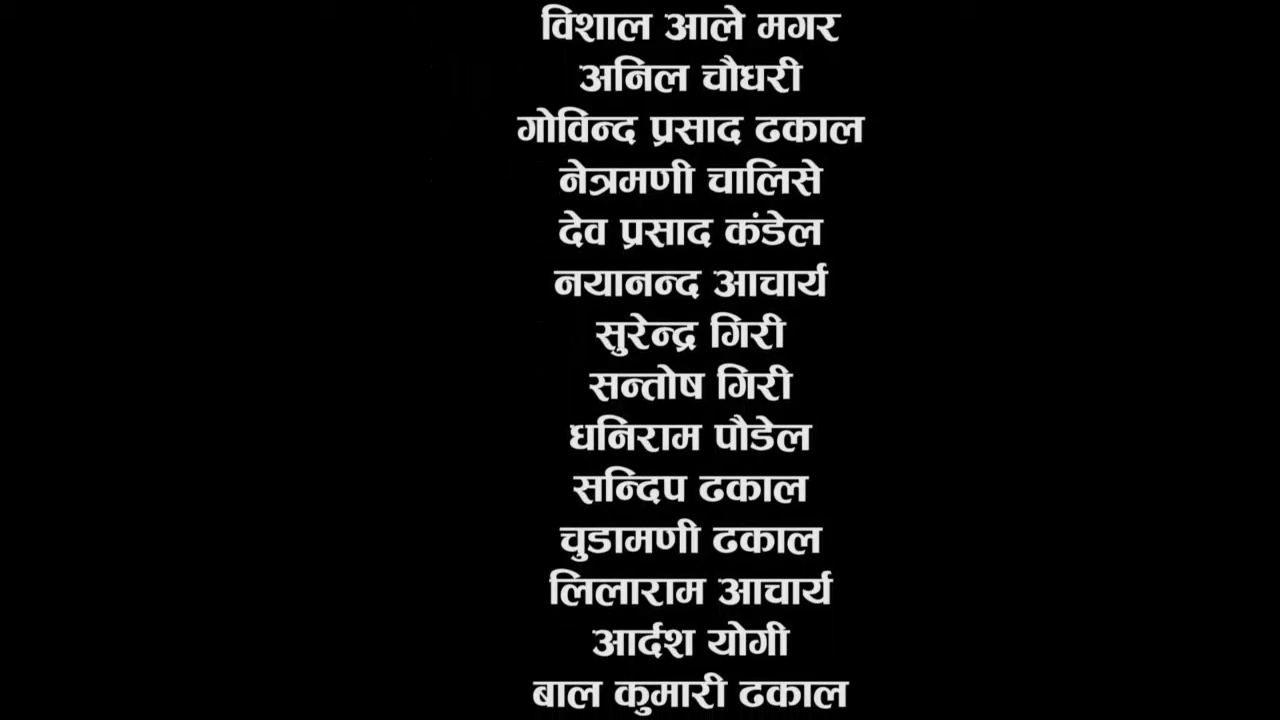 विशाल आले मगर
अनिल चौधरी
गोविन्द प्रसाद ढकाल
नेत्रमणी चालिसे
देव प्रसाद कंडेल
नयानन्द आचार्य
सुरेन्द्र गिरी
सन्तोष गिरी
धनिराम पौडेल
सन्दिप ढकाल
चुडामणी ढकाल
लिलाराम आचार्य
आर्दश योगी
बाल कुमारी ढकाल